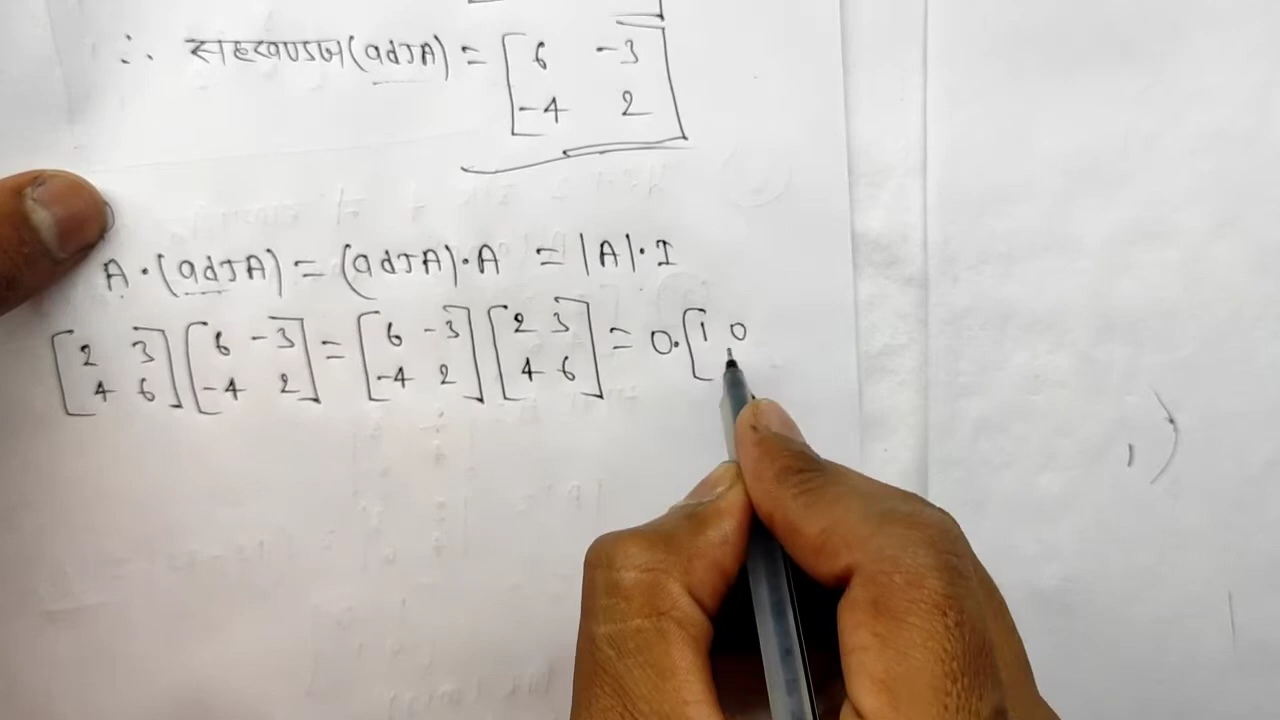 ∴ सहखण्डज (adJA) = [6 -3
-4 2]
A·(adJA) = (adJA)·A = |A|·I
[2 3 [6 -3 = [6 -3 [2 3 = 0·[1 0
4 6] -4 2] -4 2] 4 6]